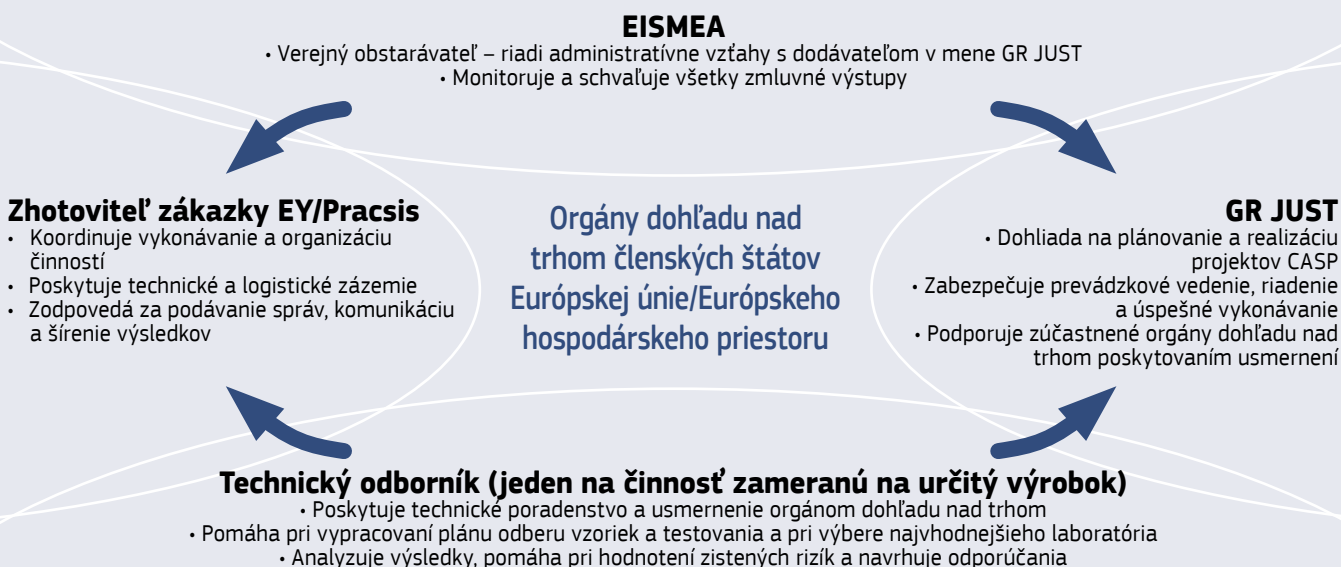 EISMEA
• Verejný obstarávateľ – riadi administratívne vzťahy s dodávateľom v mene GR JUST
• Monitoruje a schvaľuje všetky zmluvné výstupy
Zhotoviteľ zákazky EY/Pracsis
• Koordinuje vykonávanie a organizáciu
činností
• Poskytuje technické a logistické zázemie
• Zodpovedá za podávanie správ, komunikáciu
a šírenie výsledkov
Orgány dohľadu nad
trhom členských štátov
Európskej únie/Európskeho
hospodárskeho priestoru
GR JUST
• Dohliada na plánovanie a realizáciu
projektov CASP
• Zabezpečuje prevádzkové vedenie, riadenie
a úspešné vykonávanie
• Podporuje zúčastnené orgány dohľadu nad
trhom poskytovaním usmernení
Technický odborník (jeden na činnosť zameranú na určitý výrobok)
• Poskytuje technické poradenstvo a usmernenie orgánom dohľadu nad trhom
• Pomáha pri vypracovaní plánu odberu vzoriek a testovania a pri výbere najvhodnejšieho laboratória
• Analyzuje výsledky, pomáha pri hodnotení zistených rizík a navrhuje odporúčania